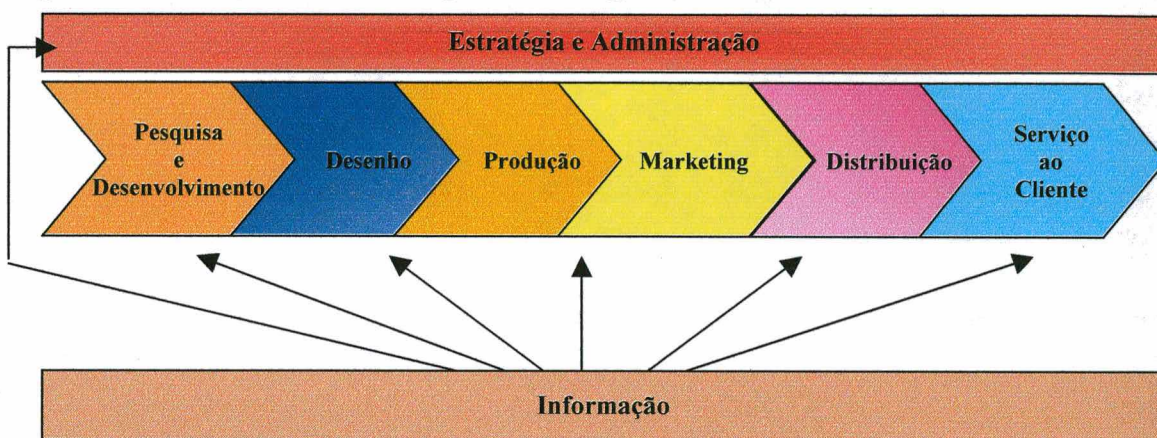 Estratégia e Administração
Pesquisa
e
Desenvolvimento
Desenho
Produção
Marketing
Distribuição
Serviço
ao
Cliente
Informação